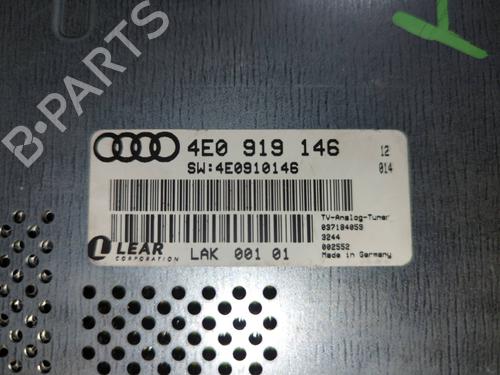 B-PARTS
4E0 919 146
12
SW:4E0910146
014
TV-Analog-Tuner
037184059
3244
002552
Made in Germany
LEAR
CORPORATION
LAK 001 01